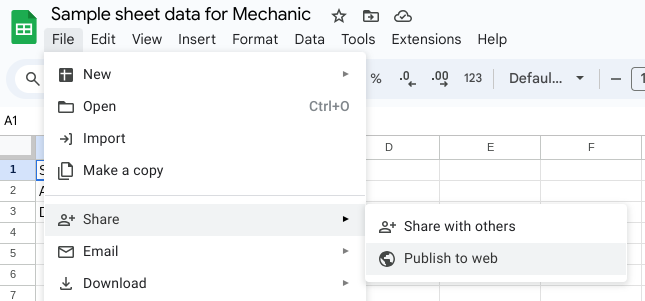 Sample sheet data for Mechanic
File Edit View Insert Format Data Tools Extensions Help
New
% .0 .00 123 Defaul...
Open Ctrl+O
Import
A1
Make a copy
D E F
1 S
2 A
3 D
Share
Share with others
4
Email
Publish to web
5
6
Download
7